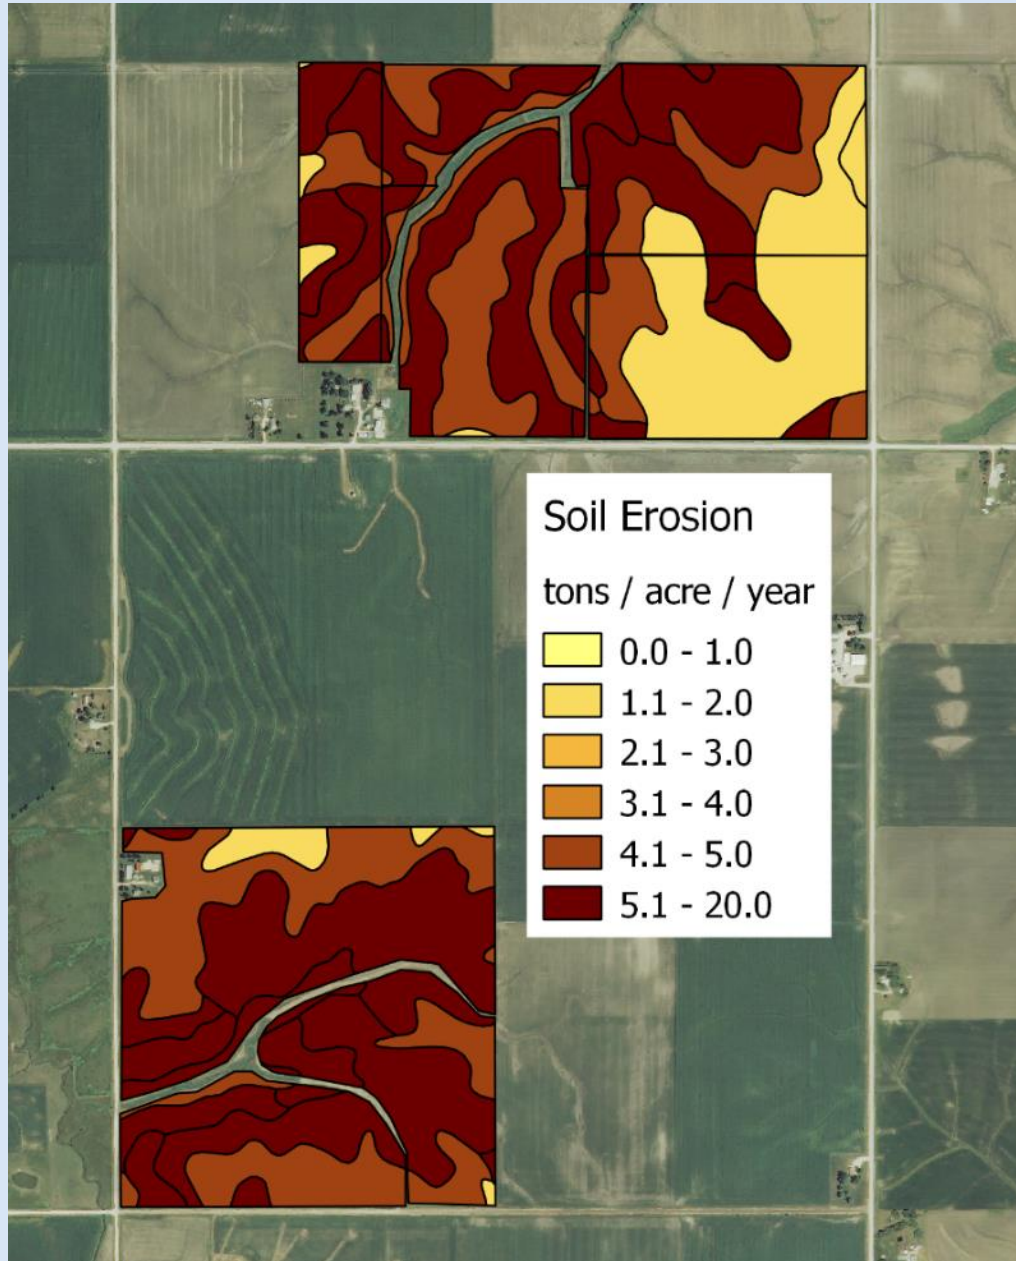 Soil Erosion
tons / acre / year
0.0 - 1.0
1.1 - 2.0
2.1 - 3.0
3.1 - 4.0
4.1 - 5.0
5.1 - 20.0